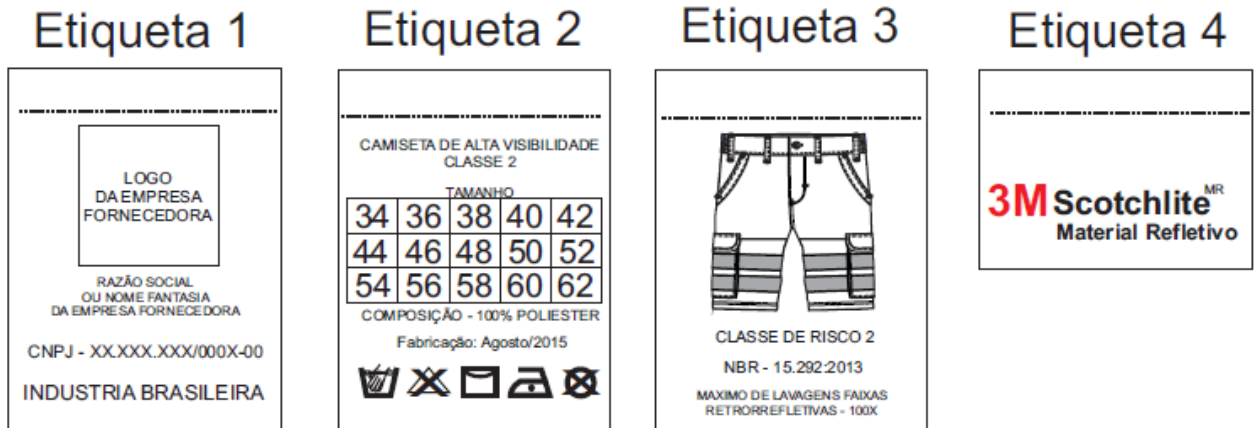 Etiqueta 1
LOGO
DA EMPRESA
FORNECEDORA
RAZÃO SOCIAL
OU NOME FANTASIA
DA EMPRESA FORNECEDORA
CNPJ - XX.XXX.XXX/000X-00
INDUSTRIA BRASILEIRA
Etiqueta 2
CAMISETA DE ALTA VISIBILIDADE
CLASSE 2
TAMANHO
34 36 38 40 42
44 46 48 50 52
54 56 58 60 62
COMPOSIÇÃO - 100% POLIESTER
Fabricação: Agosto/2015
Etiqueta 3
CLASSE DE RISCO 2
NBR - 15.292:2013
MAXIMO DE LAVAGENS FAIXAS
RETRORREFLETIVAS - 100X
Etiqueta 4
3M Scotchlite MR
Material Refletivo